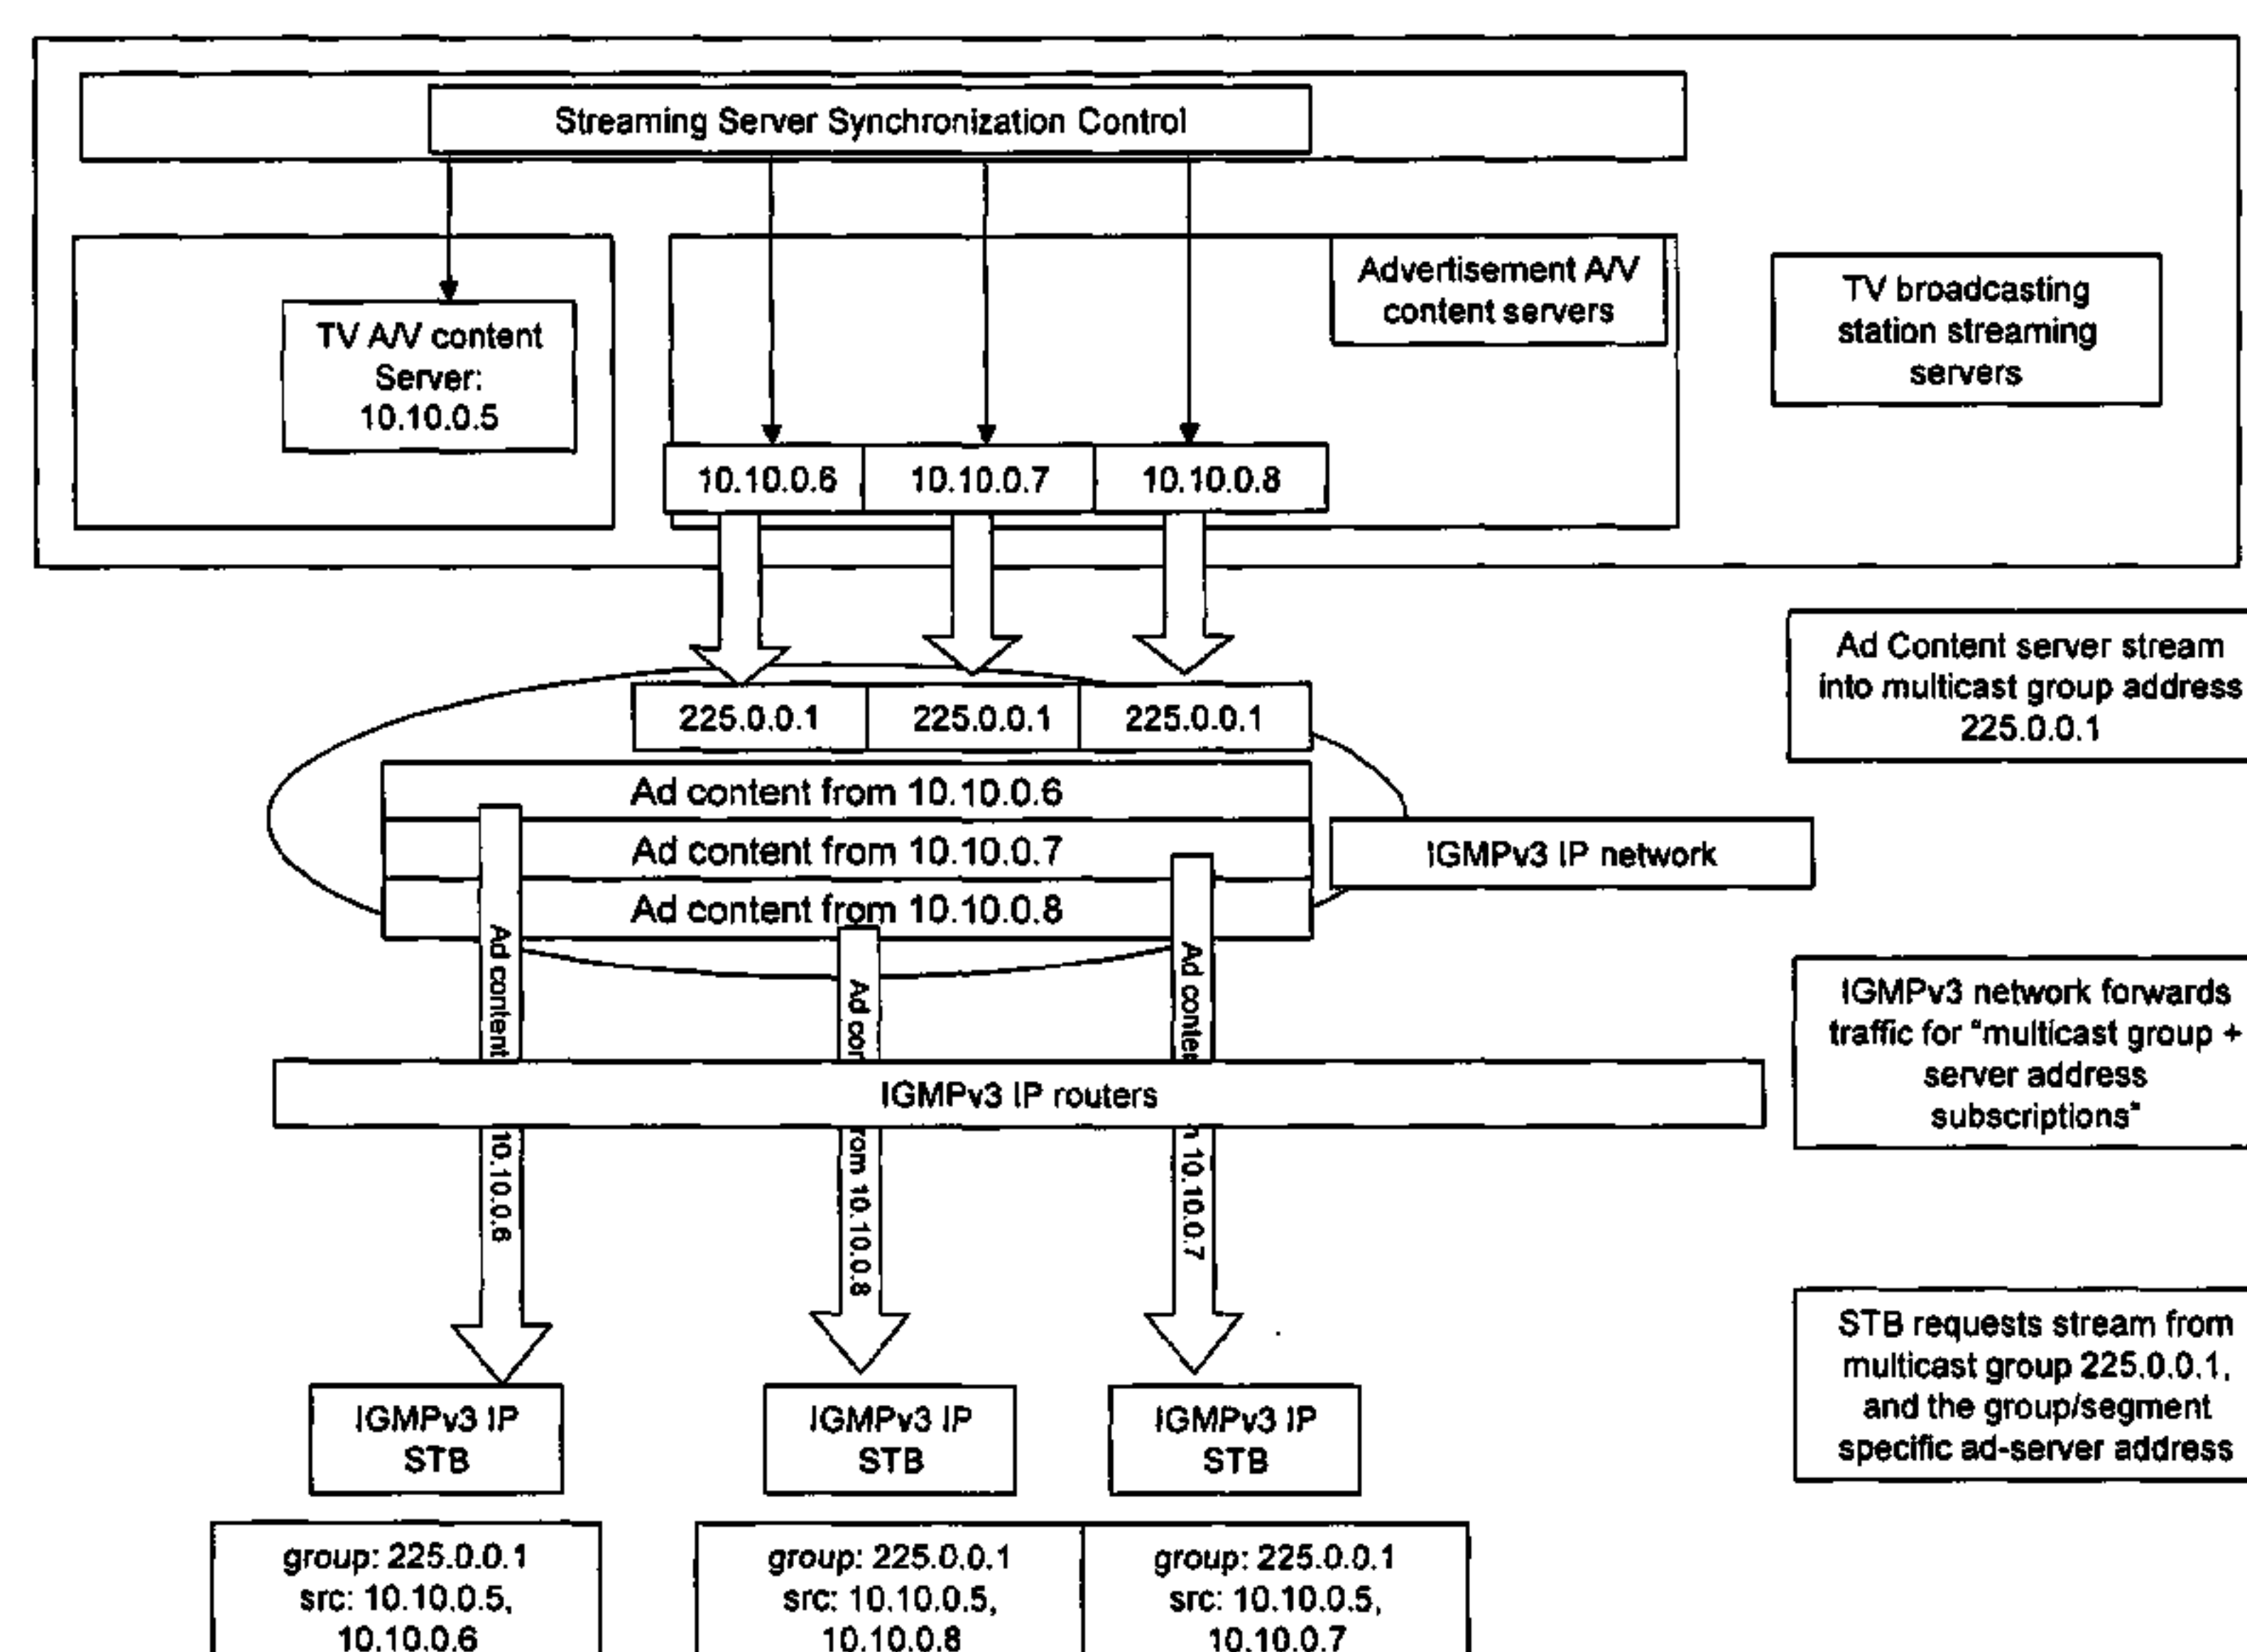 Streaming Server Synchronization Control
TV A/V content
Server:
10.10.0.5
Advertisement A/V
content servers
TV broadcasting
station streaming
servers
10.10.0.6
10.10.0.7
10.10.0.8
Ad Content server stream
into multicast group address
225.0.0.1
225.0.0.1
225.0.0.1
225.0.0.1
Ad content from 10.10.0.6
Ad content from 10.10.0.7
Ad content from 10.10.0.8
IGMPv3 IP network
Ad content
10.10.0.6
Ad
10.10.0.8
Ad
10.10.0.7
IGMPv3 network forwards
traffic for "multicast group +
server address
subscriptions"
IGMPv3 IP routers
STB requests stream from
multicast group 225.0.0.1,
and the group/segment
specific ad-server address
IGMPv3 IP
STB
IGMPv3 IP
STB
IGMPv3 IP
STB
group: 225.0.0.1
src: 10.10.0.5,
10.10.0.6
group: 225.0.0.1
src: 10.10.0.5,
10.10.0.8
group: 225.0.0.1
src: 10.10.0.5,
10.10.0.7